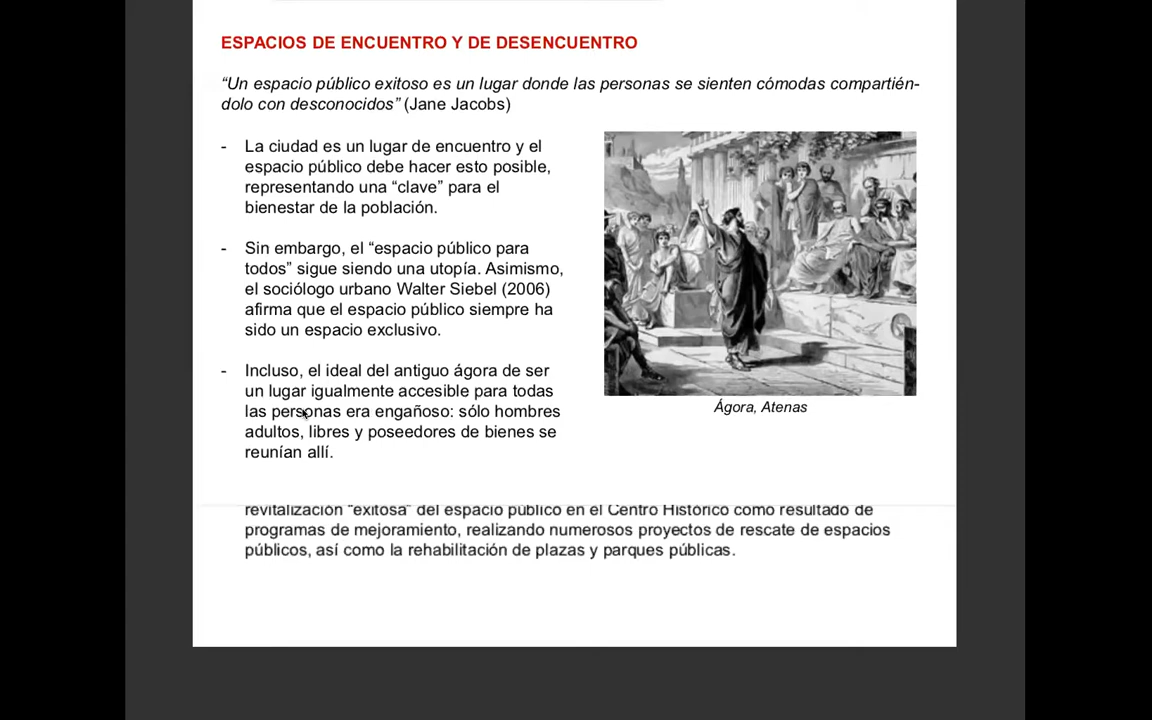 ESPACIOS DE ENCUENTRO Y DE DESENCUENTRO
“Un espacio público exitoso es un lugar donde las personas se sienten cómodas compartién-
dolo con desconocidos” (Jane Jacobs)
- La ciudad es un lugar de encuentro y el
espacio público debe hacer esto posible,
representando una “clave” para el
bienestar de la población.
- Sin embargo, el “espacio público para
todos” sigue siendo una utopía. Asimismo,
el sociólogo urbano Walter Siebel (2006)
afirma que el espacio público siempre ha
sido un espacio exclusivo.
- Incluso, el ideal del antiguo ágora de ser
un lugar igualmente accesible para todas
las personas era engañoso: sólo hombres
adultos, libres y poseedores de bienes se
reunían allí.
Ágora, Atenas
revitalización “exitosa” del espacio público en el Centro Histórico como resultado de
programas de mejoramiento, realizando numerosos proyectos de rescate de espacios
públicos, así como la rehabilitación de plazas y parques públicas.